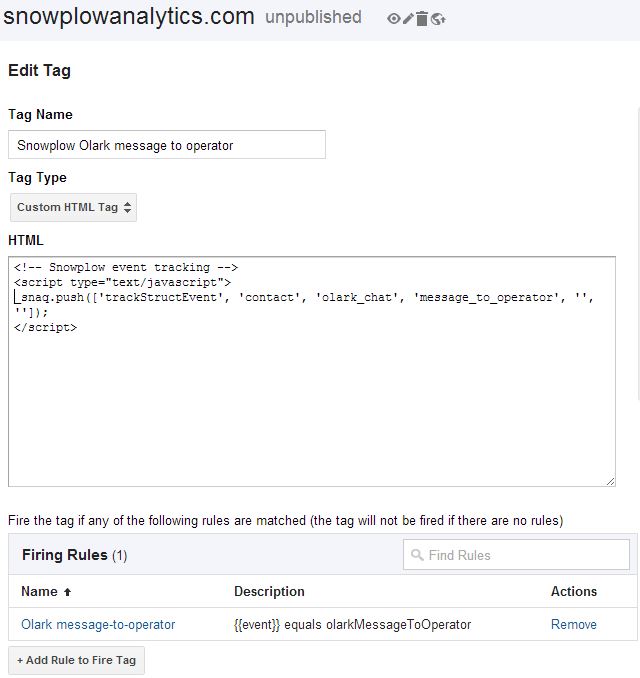 snowplowanalytics.com unpublished
Edit Tag
Tag Name
Snowplow Olark message to operator
Tag Type
Custom HTML Tag
HTML
<!-- Snowplow event tracking -->
<script type="text/javascript">
_snaq.push(['trackStructEvent', 'contact', 'olark_chat', 'message_to_operator', '',
'']);
</script>
Fire the tag if any of the following rules are matched (the tag will not be fired if there are no rules)
Firing Rules (1) Find Rules
Name Description Actions
Olark message-to-operator {{event}} equals olarkMessageToOperator Remove
+ Add Rule to Fire Tag